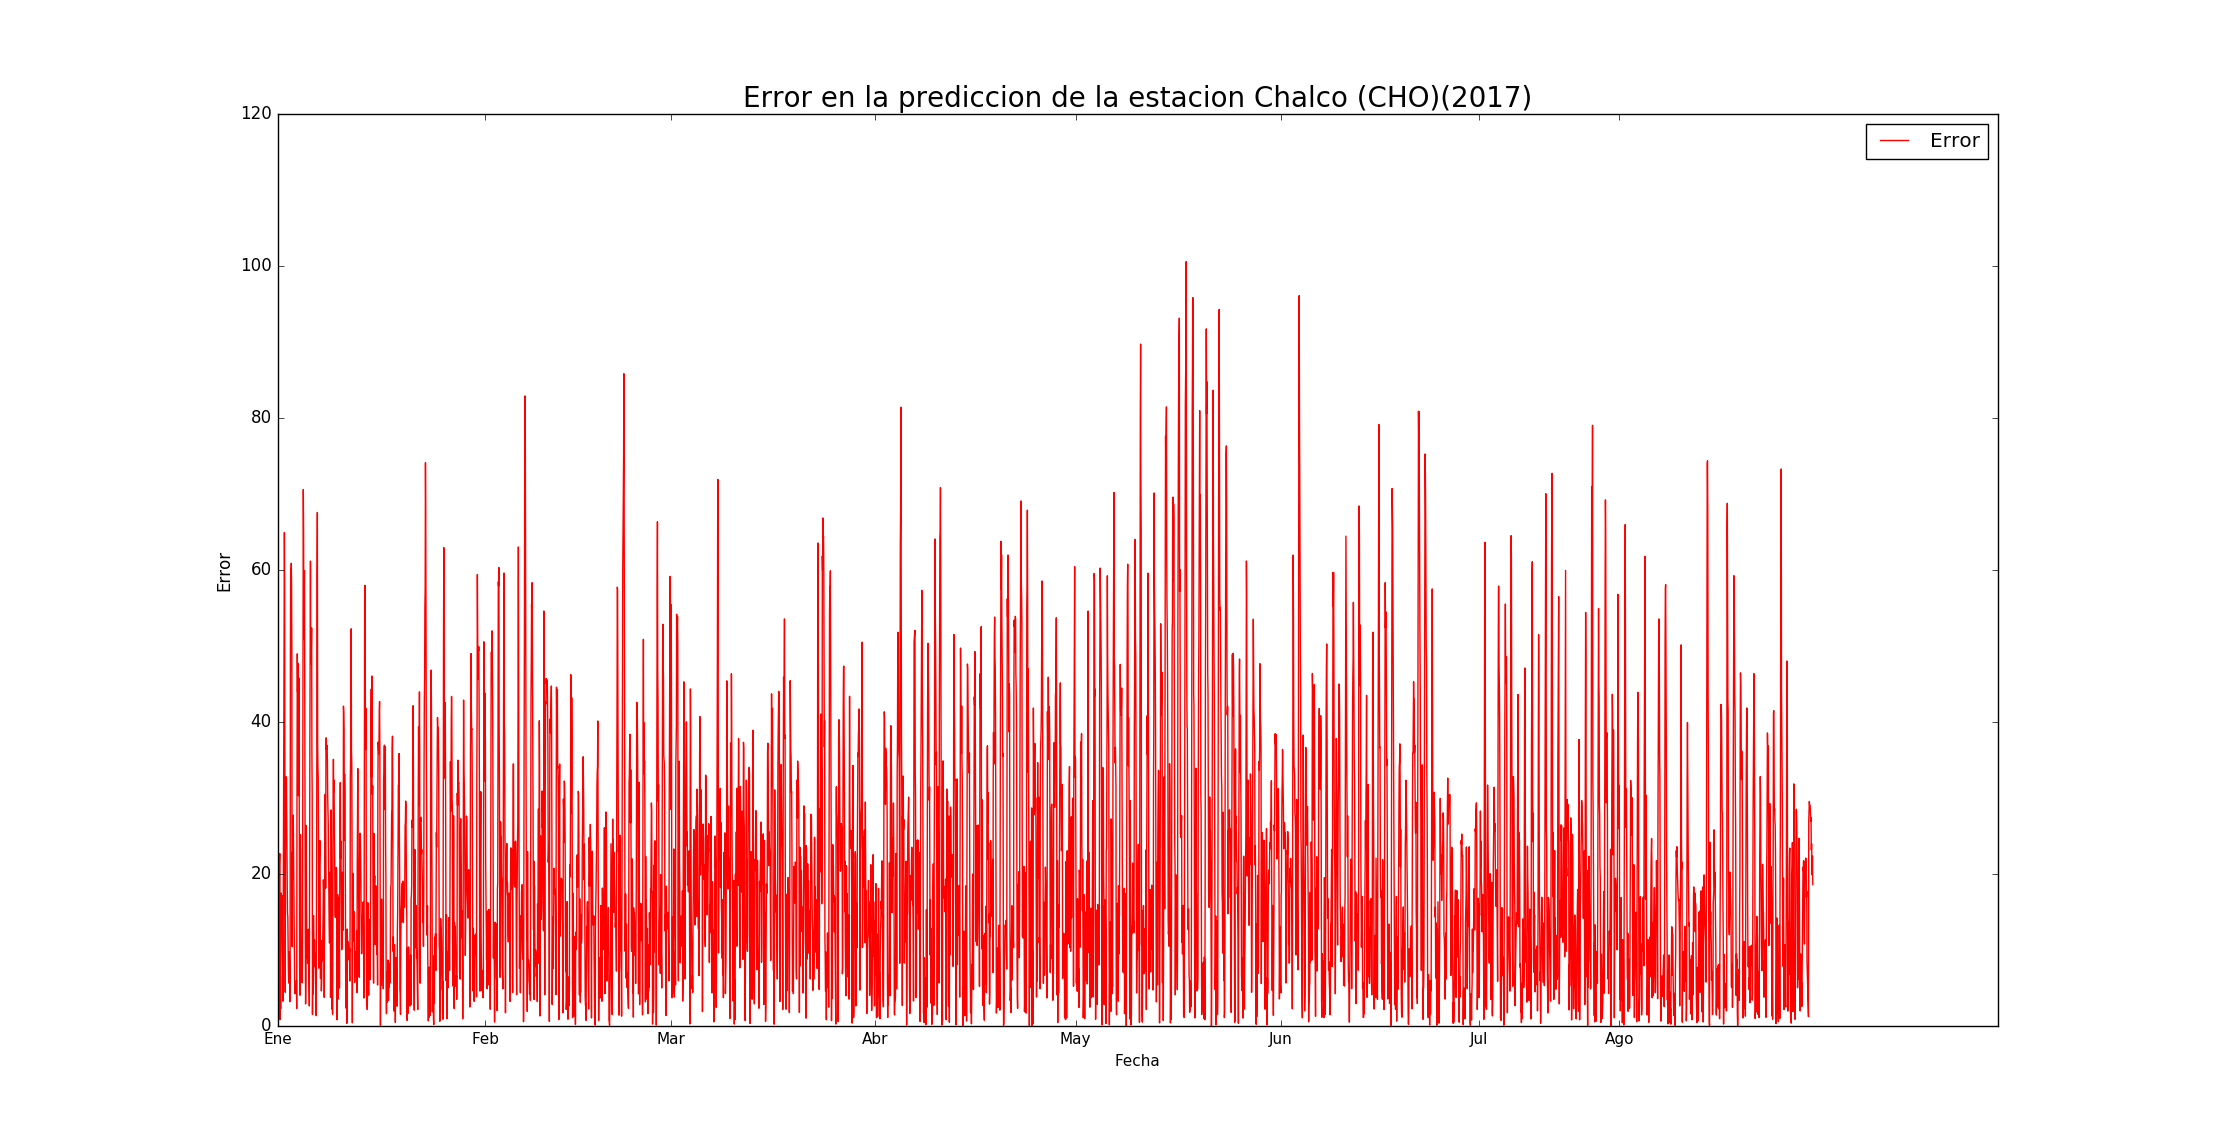 Error en la prediccion de la estacion Chalco (CHO)(2017)
Error
120
100
80
60
40
20
0
Error
Ene Feb Mar Abr May Jun Jul Ago
Fecha